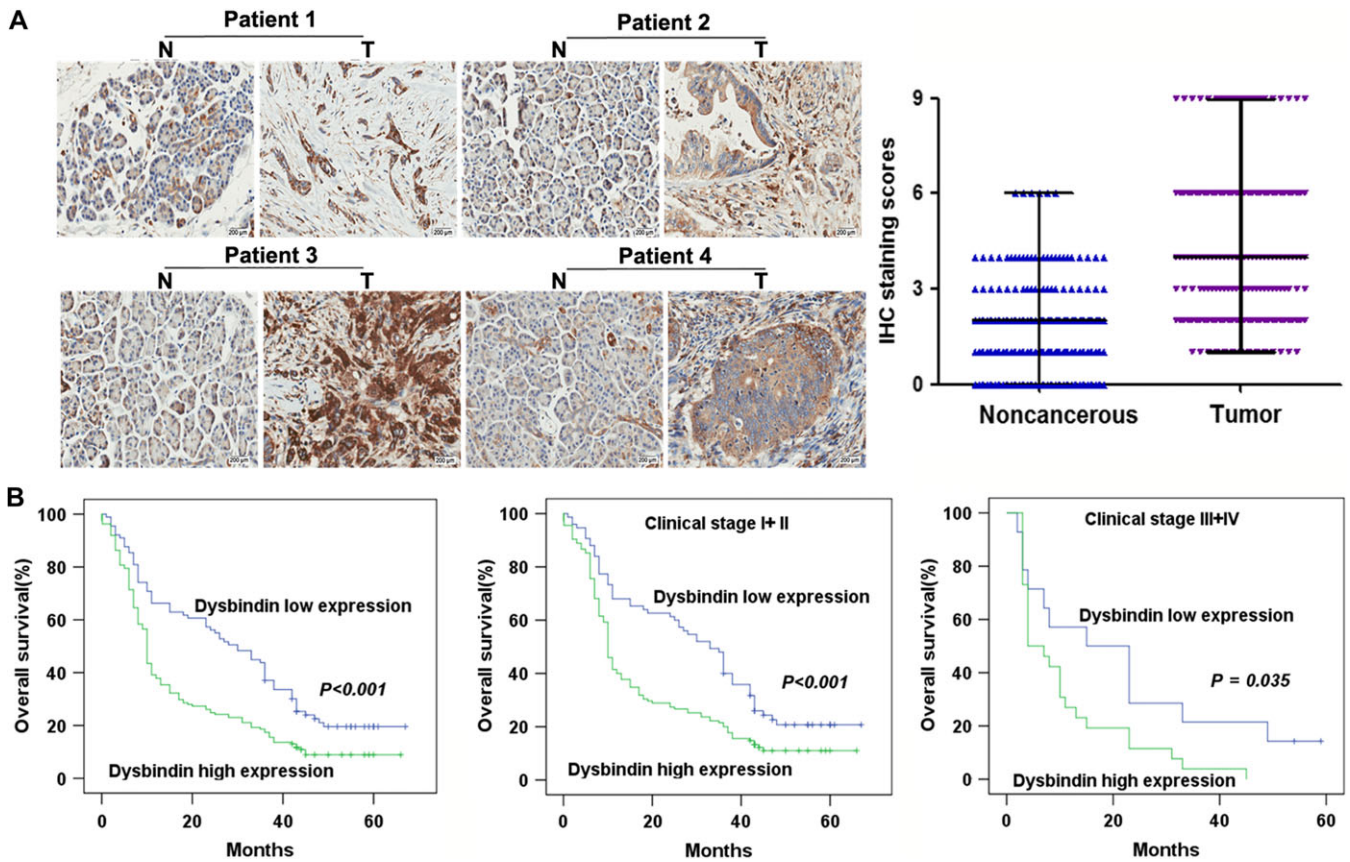 A
Patient 1
N T
Patient 2
N T
200 µm
200 µm
200 µm
200 µm
Patient 3
N T
Patient 4
N T
200 µm
200 µm
200 µm
200 µm
IHC staining scores
9
6
3
0
Noncancerous
Tumor
B
Overall survival(%)
100
80
60
40
20
0
Dysbindin low expression
P<0.001
Dysbindin high expression
0 20 40 60
Months
Overall survival(%)
100
80
60
40
20
0
Clinical stage I+ II
Dysbindin low expression
P<0.001
Dysbindin high expression
0 20 40 60
Months
Overall survival(%)
100
80
60
40
20
0
Clinical stage III+IV
Dysbindin low expression
P = 0.035
Dysbindin high expression
0 20 40 60
Months